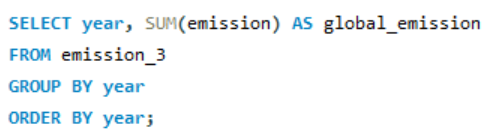 SELECT year, SUM(emission) AS global_emission
FROM emission_3
GROUP BY year
ORDER BY year;